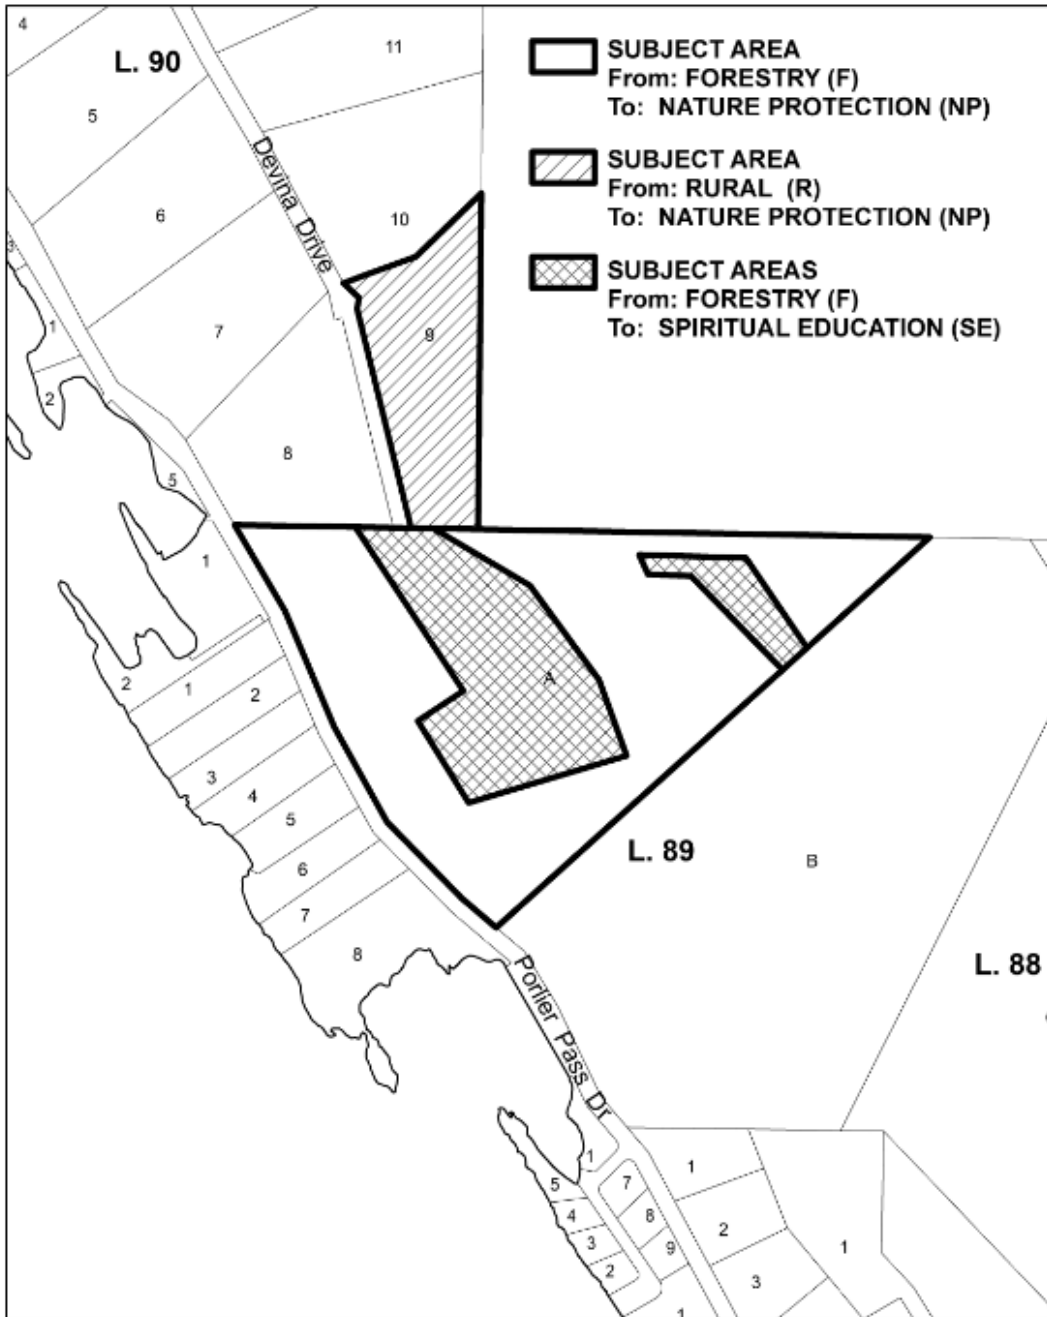 4
L. 90
11
SUBJECT AREA
From: FORESTRY (F)
To: NATURE PROTECTION (NP)
5
Devina Drive
SUBJECT AREA
From: RURAL (R)
To: NATURE PROTECTION (NP)
6
10
3
SUBJECT AREAS
From: FORESTRY (F)
To: SPIRITUAL EDUCATION (SE)
1
7
9
2
8
5
1
A
2
1
2
3
4
5
6
7
8
L. 89
B
L. 88
Porlier Pass Dr
1
1
5
7
4
8
2
3
9
1
2
3
1